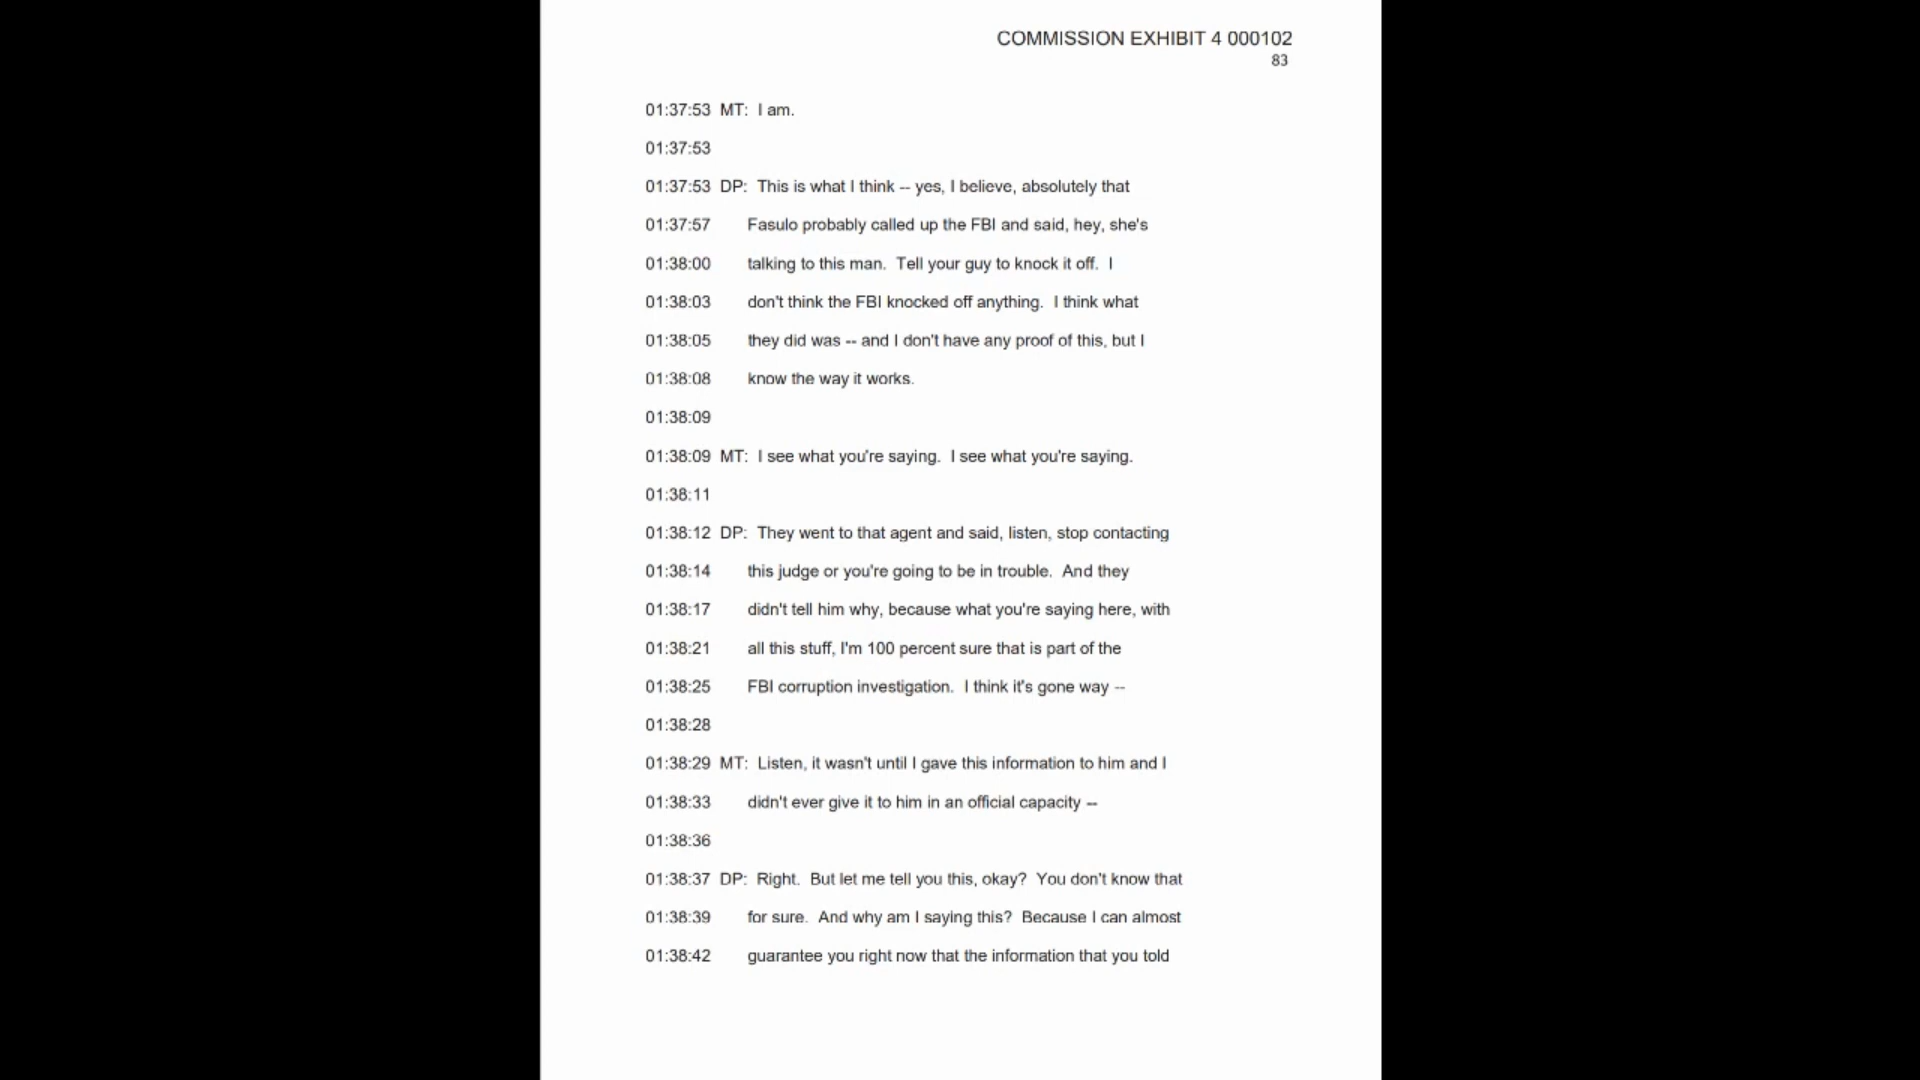 COMMISSION EXHIBIT 4 000102
83
01:37:53 MT: I am.
01:37:53
01:37:53 DP: This is what I think -- yes, I believe, absolutely that
01:37:57 Fasulo probably called up the FBI and said, hey, she's
01:38:00 talking to this man. Tell your guy to knock it off. I
01:38:03 don't think the FBI knocked off anything. I think what
01:38:05 they did was -- and I don't have any proof of this, but I
01:38:08 know the way it works.
01:38:09
01:38:09 MT: I see what you're saying. I see what you're saying.
01:38:11
01:38:12 DP: They went to that agent and said, listen, stop contacting
01:38:14 this judge or you're going to be in trouble. And they
01:38:17 didn't tell him why, because what you're saying here, with
01:38:21 all this stuff, I'm 100 percent sure that is part of the
01:38:25 FBI corruption investigation. I think it's gone way --
01:38:28
01:38:29 MT: Listen, it wasn't until I gave this information to him and I
01:38:33 didn't ever give it to him in an official capacity --
01:38:36
01:38:37 DP: Right. But let me tell you this, okay? You don't know that
01:38:39 for sure. And why am I saying this? Because I can almost
01:38:42 guarantee you right now that the information that you told